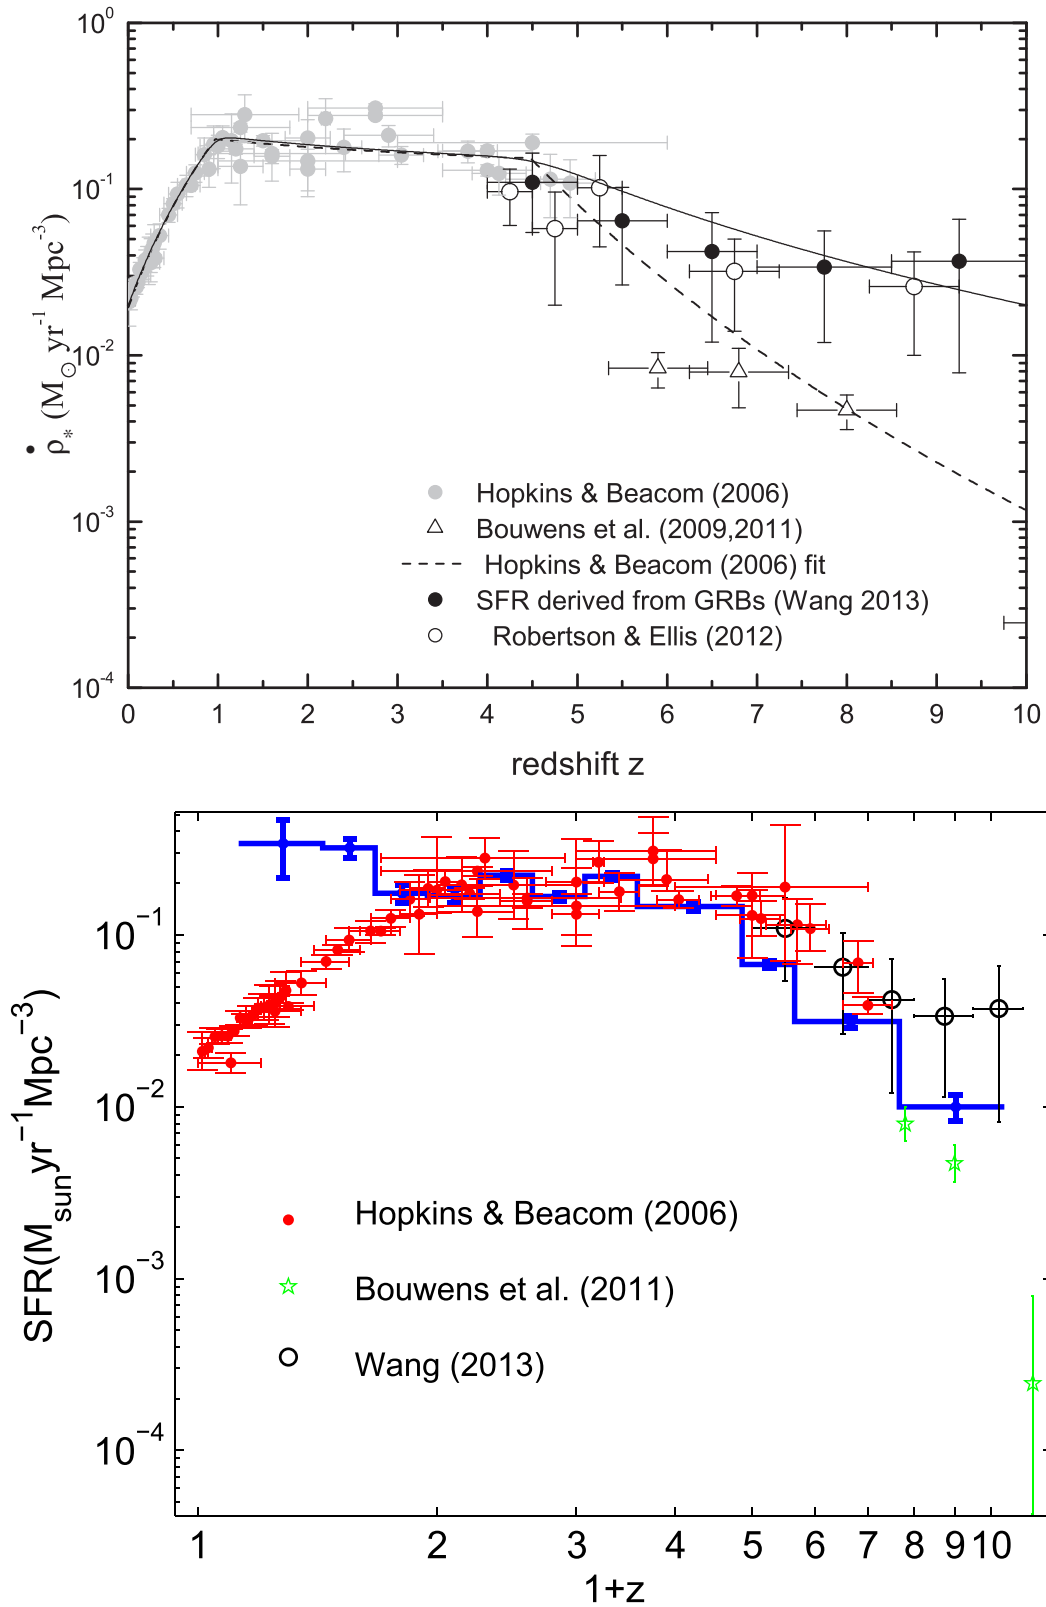 10⁰
10⁻¹
10⁻²
10⁻³
10⁻⁴
ρ̇* (M⊙ yr⁻¹ Mpc⁻³)
Hopkins & Beacom (2006)
Bouwens et al. (2009,2011)
Hopkins & Beacom (2006) fit
SFR derived from GRBs (Wang 2013)
Robertson & Ellis (2012)
0 1 2 3 4 5 6 7 8 9 10
redshift z
10⁻¹
10⁻²
10⁻³
10⁻⁴
SFR(M_sun yr⁻¹Mpc⁻³)
Hopkins & Beacom (2006)
Bouwens et al. (2011)
Wang (2013)
1 2 3 4 5 6 7 8 9 10
1+z